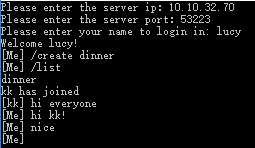 Please enter the server ip: 10.10.32.70
Please enter the server port: 53223
Please enter your name to login in: lucy
Welcome lucy!
[Me] /create dinner
[Me] /list
dinner
kk has joined
[kk] hi everyone
[Me] hi kk!
[Me] nice
[Me]